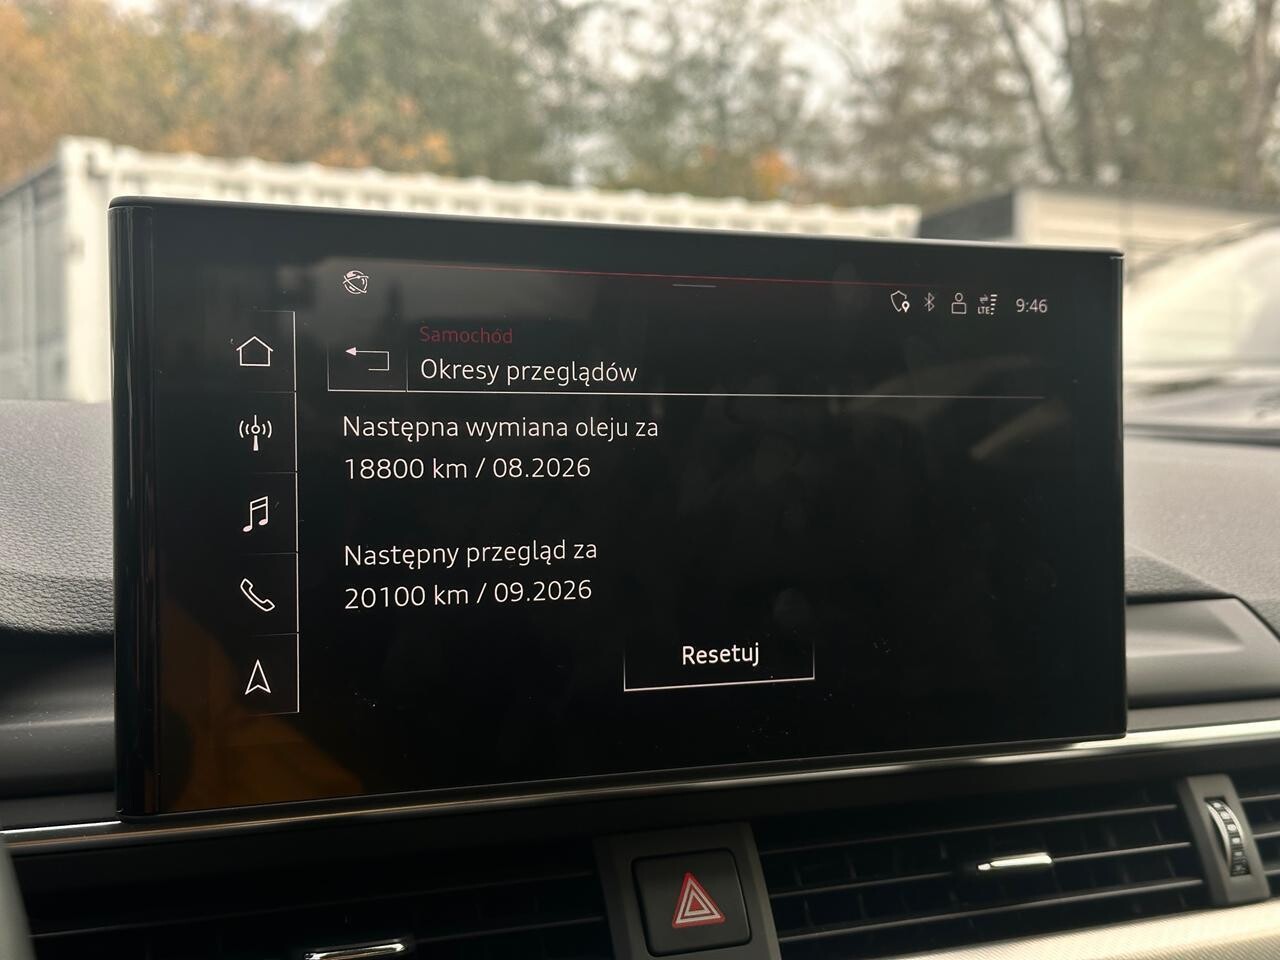 LTE
9:46
Samochód
Okresy przeglądów
Następna wymiana oleju za
18800 km / 08.2026
Następny przegląd za
20100 km / 09.2026
Resetuj